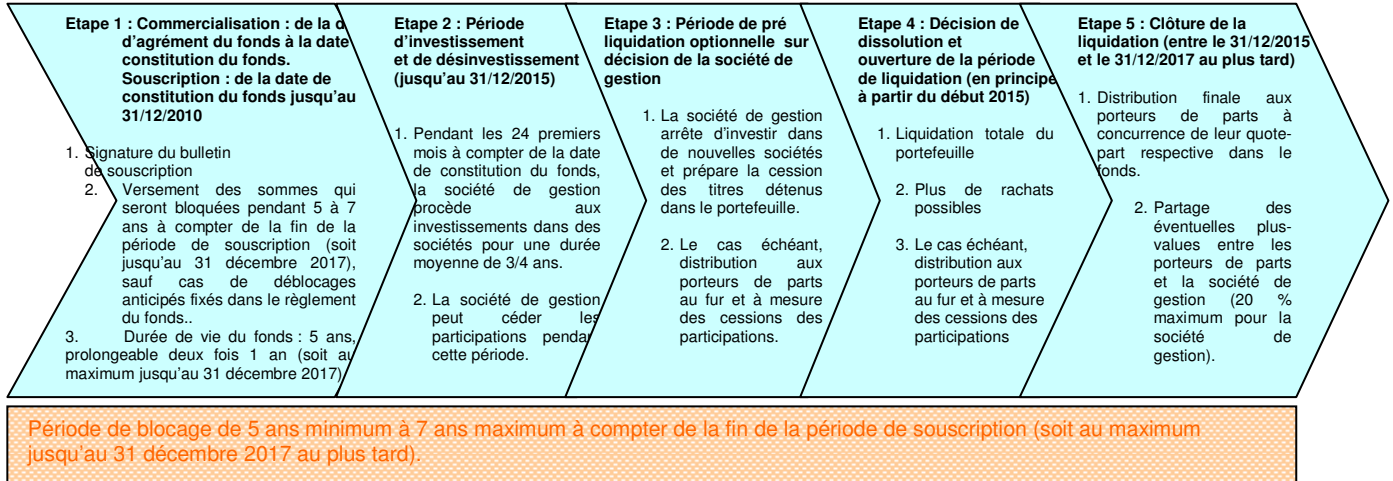 Etape 1 : Commercialisation : de la d
d'agrément du fonds à la date
constitution du fonds.
Souscription : de la date de
constitution du fonds jusqu'au
31/12/2010
1. Signature du bulletin
de souscription
2. Versement des sommes qui
seront bloquées pendant 5 à 7
ans à compter de la fin de la
période de souscription (soit
jusqu'au 31 décembre 2017),
sauf cas de déblocages
anticipés fixés dans le règlement
du fonds..
3. Durée de vie du fonds : 5 ans,
prolongeable deux fois 1 an (soit au
maximum jusqu'au 31 décembre 2017)
Etape 2 : Période
d'investissement
et de désinvestissement
(jusqu'au 31/12/2015)
1. Pendant les 24 premiers
mois à compter de la date
de constitution du fonds,
la société de gestion
procède aux
investissements dans des
sociétés pour une durée
moyenne de 3/4 ans.
2. La société de gestion
peut céder les
participations pendan
cette période.
Etape 3 : Période de pré
liquidation optionnelle sur
décision de la société de
gestion
1. La société de gestion
arrête d'investir dans
de nouvelles sociétés
et prépare la cession
des titres détenus
dans le portefeuille.
2. Le cas échéant,
distribution aux
porteurs de parts
au fur et à mesure
des cessions des
participations.
Etape 4 : Décision de
dissolution et
ouverture de la période
de liquidation (en principe
à partir du début 2015)
1. Liquidation totale du
portefeuille
2. Plus de rachats
possibles
3. Le cas échéant,
distribution aux
porteurs de parts
au fur et à mesure
des cessions des
participations
Etape 5 : Clôture de la
liquidation (entre le 31/12/2015
et le 31/12/2017 au plus tard)
1. Distribution finale aux
porteurs de parts à
concurrence de leur quote-
part respective dans le
fonds.
2. Partage des
éventuelles plus-
values entre les
porteurs de parts
et la société de
gestion (20 %
maximum pour la
société de
gestion).
Période de blocage de 5 ans minimum à 7 ans maximum à compter de la fin de la période de souscription (soit au maximum
jusqu'au 31 décembre 2017 au plus tard).